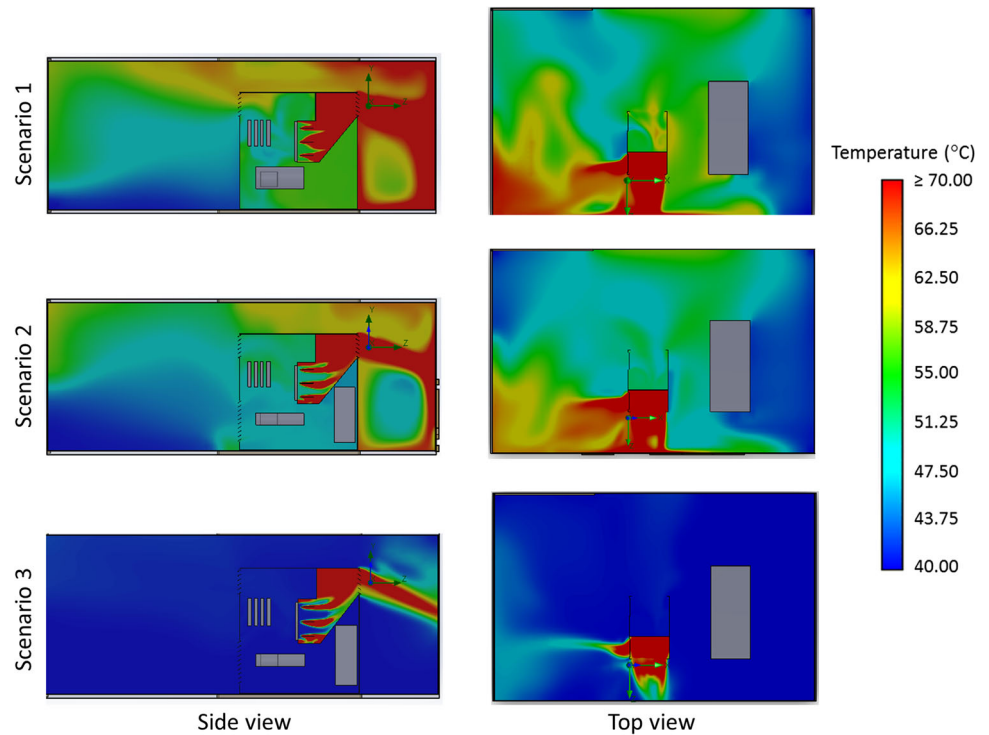 Scenario 1
Temperature (°C)
≥ 70.00
66.25
62.50
58.75
55.00
51.25
47.50
43.75
40.00
Scenario 2
Y
Z
Scenario 3
Side view
Top view